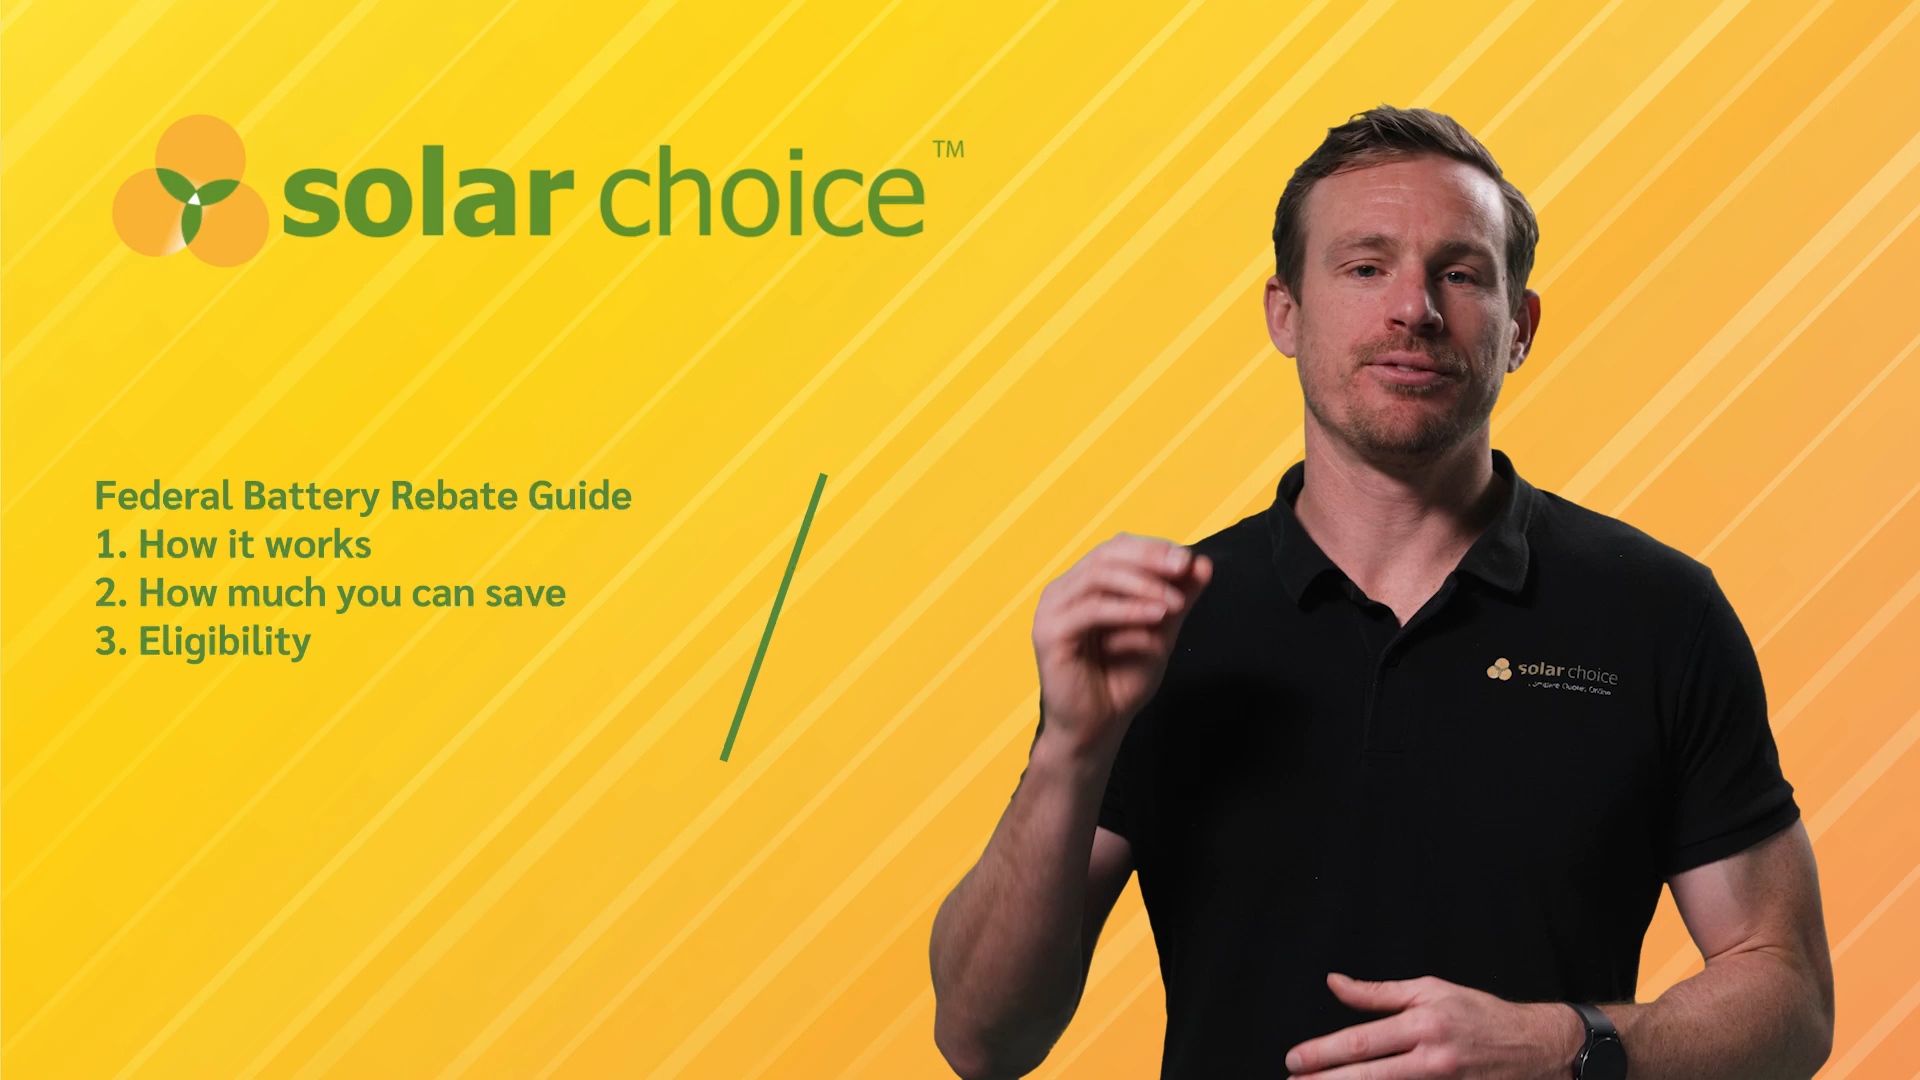 solar choice™
Federal Battery Rebate Guide
1. How it works
2. How much you can save
3. Eligibility
solar choice